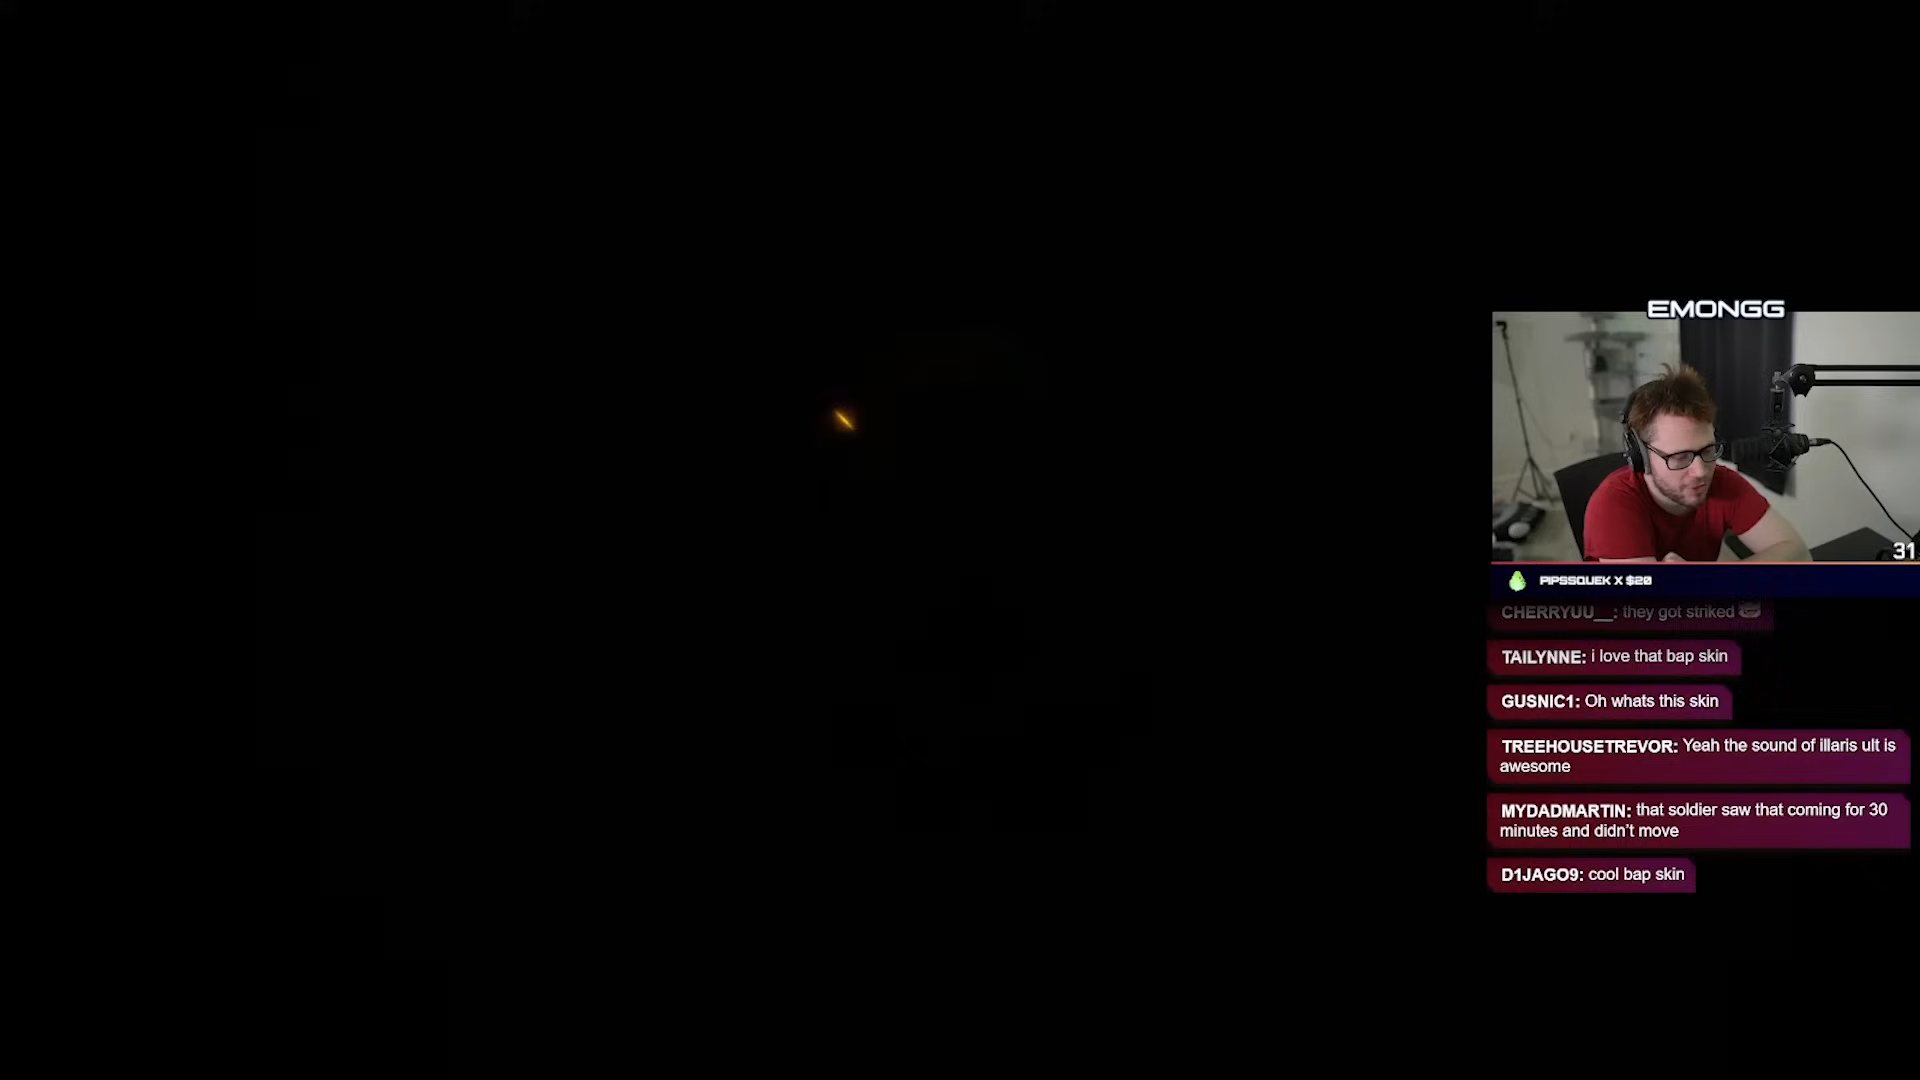 EMONGG
31
PIPSSQUEK X $20
CHERRYUU__: they got striked
TAILYNNE: i love that bap skin
GUSNIC1: Oh whats this skin
TREEHOUSETREVOR: Yeah the sound of illaris ult is
awesome
MYDADMARTIN: that soldier saw that coming for 30
minutes and didn't move
D1JAGO9: cool bap skin